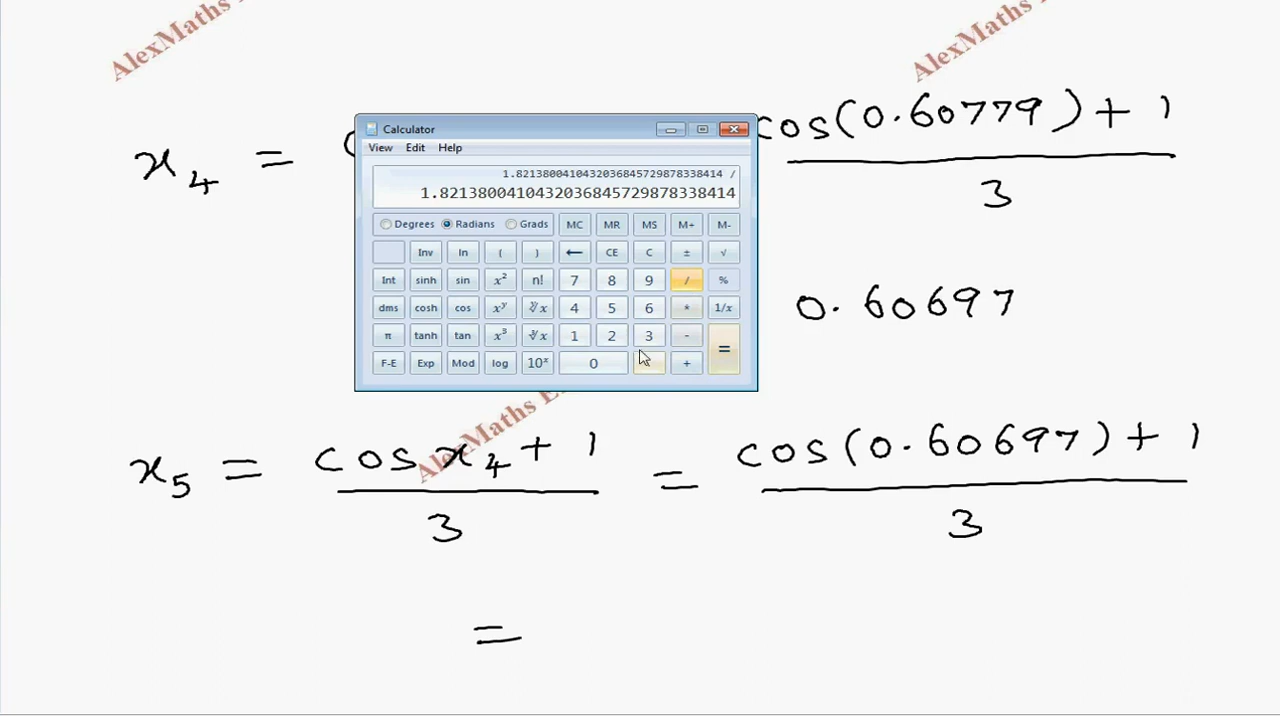 AlexMaths AlexMaths
x₄ = cos(0.60779) + 1
3
Calculator
View Edit Help
1.8213800410432036845729878338414 /
1.8213800410432036845729878338414
Degrees Radians Grads MC MR MS M+ M-
Inv ln ( ) ← CE C ± √
Int sinh sin x² n! 7 8 9 / %
dms cosh cos xʸ ʸ√x 4 5 6 * 1/x
π tanh tan x³ ³√x 1 2 3 - =
F-E Exp Mod log 10ˣ 0 +
0.60697
AlexMaths
x₅ = cos x₄ + 1 = cos(0.60697) + 1
3 3
=